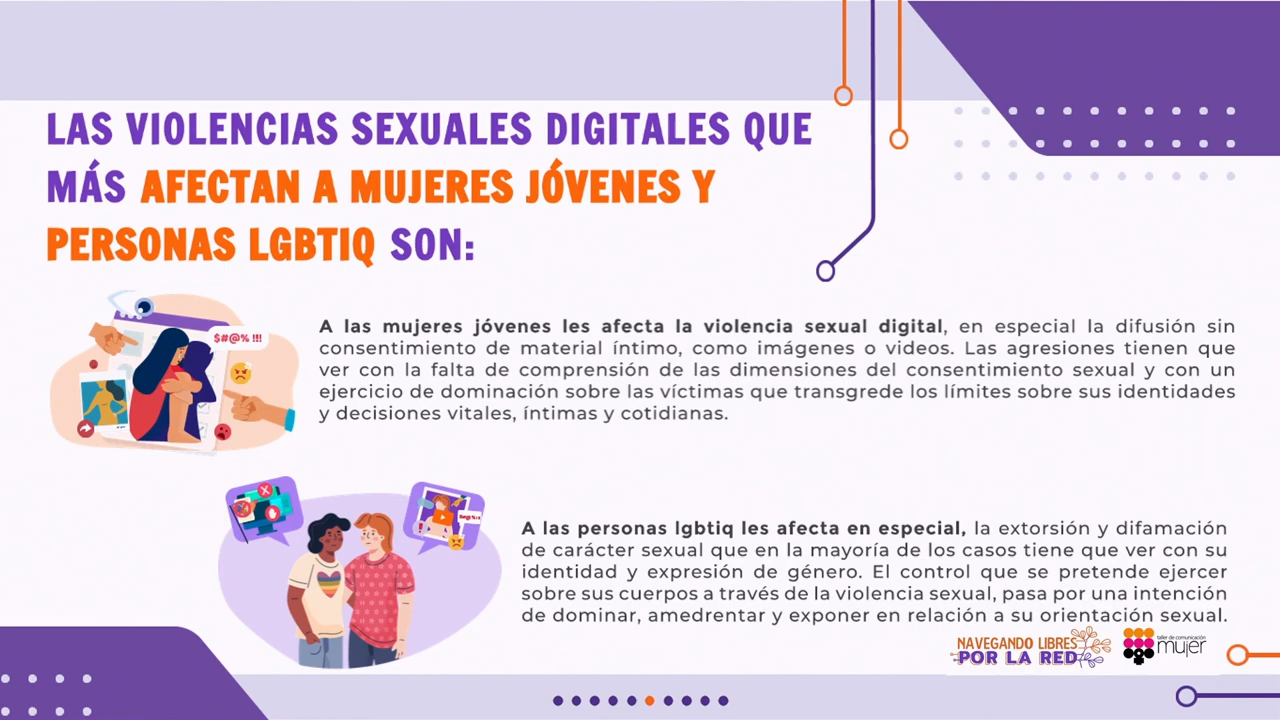 LAS VIOLENCIAS SEXUALES DIGITALES QUE
MÁS AFECTAN A MUJERES JÓVENES Y
PERSONAS LGBTIQ SON:
$#@% !!!
A las mujeres jóvenes les afecta la violencia sexual digital, en especial la difusión sin
consentimiento de material íntimo, como imágenes o videos. Las agresiones tienen que
ver con la falta de comprensión de las dimensiones del consentimiento sexual y con un
ejercicio de dominación sobre las víctimas que transgrede los límites sobre sus identidades
y decisiones vitales, íntimas y cotidianas.
A las personas lgbtiq les afecta en especial, la extorsión y difamación
de carácter sexual que en la mayoría de los casos tiene que ver con su
identidad y expresión de género. El control que se pretende ejercer
sobre sus cuerpos a través de la violencia sexual, pasa por una intención
de dominar, amedrentar y exponer en relación a su orientación sexual.
NAVEGANDO LIBRES
POR LA RED
taller de comunicación
mujer